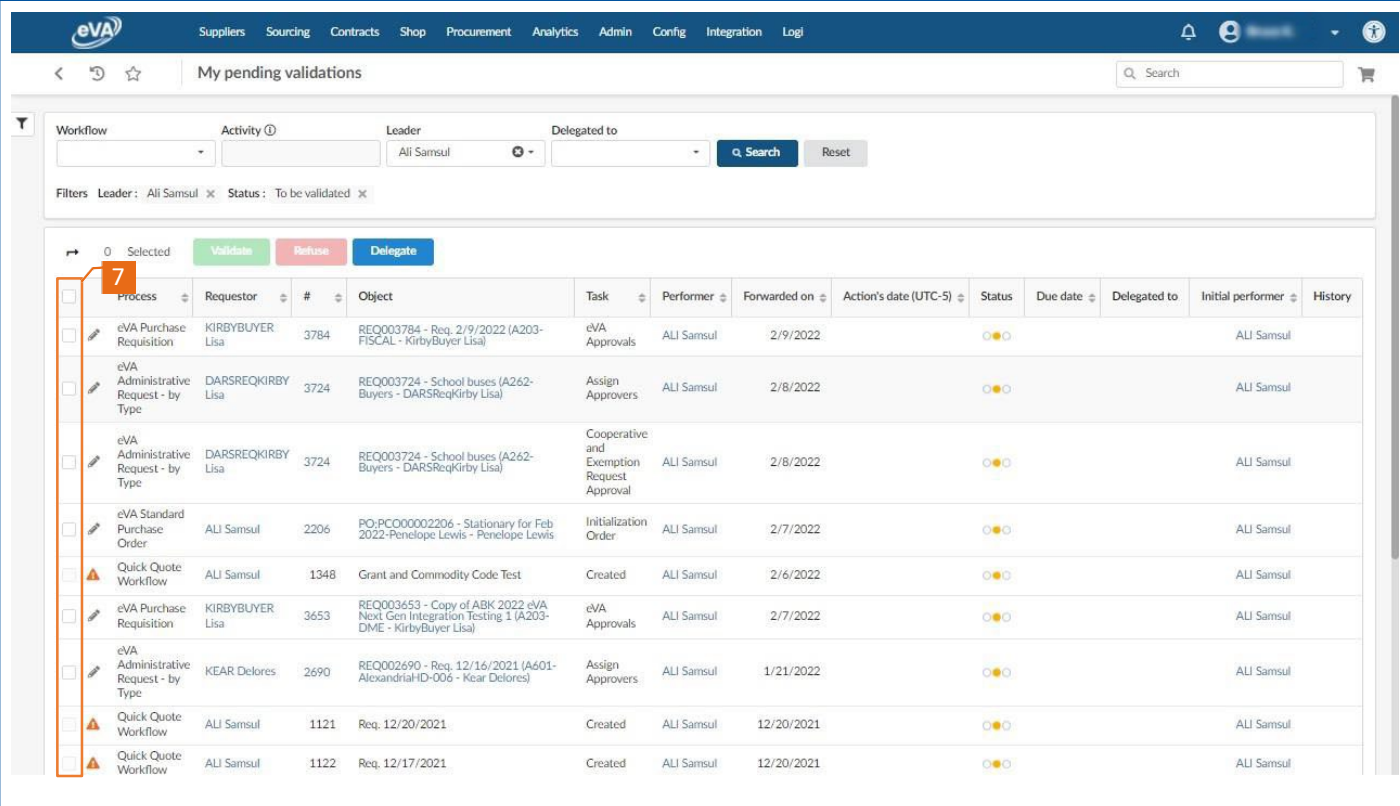 eVA
Suppliers Sourcing Contracts Shop Procurement Analytics Admin Config Integration Logi
My pending validations
Search
Workflow Activity Leader Delegated to
Ali Samsul Search Reset
Filters Leader : Ali Samsul × Status : To be validated ×
0 Selected Validate Refuse Delegate
7
Process Requestor # Object Task Performer Forwarded on Action's date (UTC-5) Status Due date Delegated to Initial performer History
eVA Purchase KIRBYBUYER 3784 REQ003784 - Req. 2/9/2022 (A203- eVA ALI Samsul 2/9/2022 ALI Samsul
Requisition Lisa FISCAL - KirbyBuyer Lisa) Approvals
eVA
Administrative DARSREQKIRBY 3724 REQ003724 - School buses (A262- Assign ALI Samsul 2/8/2022 ALI Samsul
Request - by Lisa Buyers - DARSReqKirby Lisa) Approvers
Type
Cooperative
eVA and
Administrative DARSREQKIRBY 3724 REQ003724 - School buses (A262- Exemption ALI Samsul 2/8/2022 ALI Samsul
Request - by Lisa Buyers - DARSReqKirby Lisa) Request
Type Approval
eVA Standard
Purchase ALI Samsul 2206 PO:PCO00002206 - Stationary for Feb Initialization ALI Samsul 2/7/2022 ALI Samsul
Order 2022-Penelope Lewis - Penelope Lewis Order
Quick Quote ALI Samsul 1348 Grant and Commodity Code Test Created ALI Samsul 2/6/2022 ALI Samsul
Workflow
eVA Purchase KIRBYBUYER 3653 REQ003653 - Copy of ABK 2022 eVA eVA ALI Samsul 2/7/2022 ALI Samsul
Requisition Lisa Next Gen Integration Testing 1 (A203- Approvals
DME - KirbyBuyer Lisa)
eVA
Administrative KEAR Delores 2690 REQ002690 - Req. 12/16/2021 (A601- Assign ALI Samsul 1/21/2022 ALI Samsul
Request - by AlexandriaHD-006 - Kear Delores) Approvers
Type
Quick Quote ALI Samsul 1121 Req. 12/20/2021 Created ALI Samsul 12/20/2021 ALI Samsul
Workflow
Quick Quote ALI Samsul 1122 Req. 12/17/2021 Created ALI Samsul 12/20/2021 ALI Samsul
Workflow